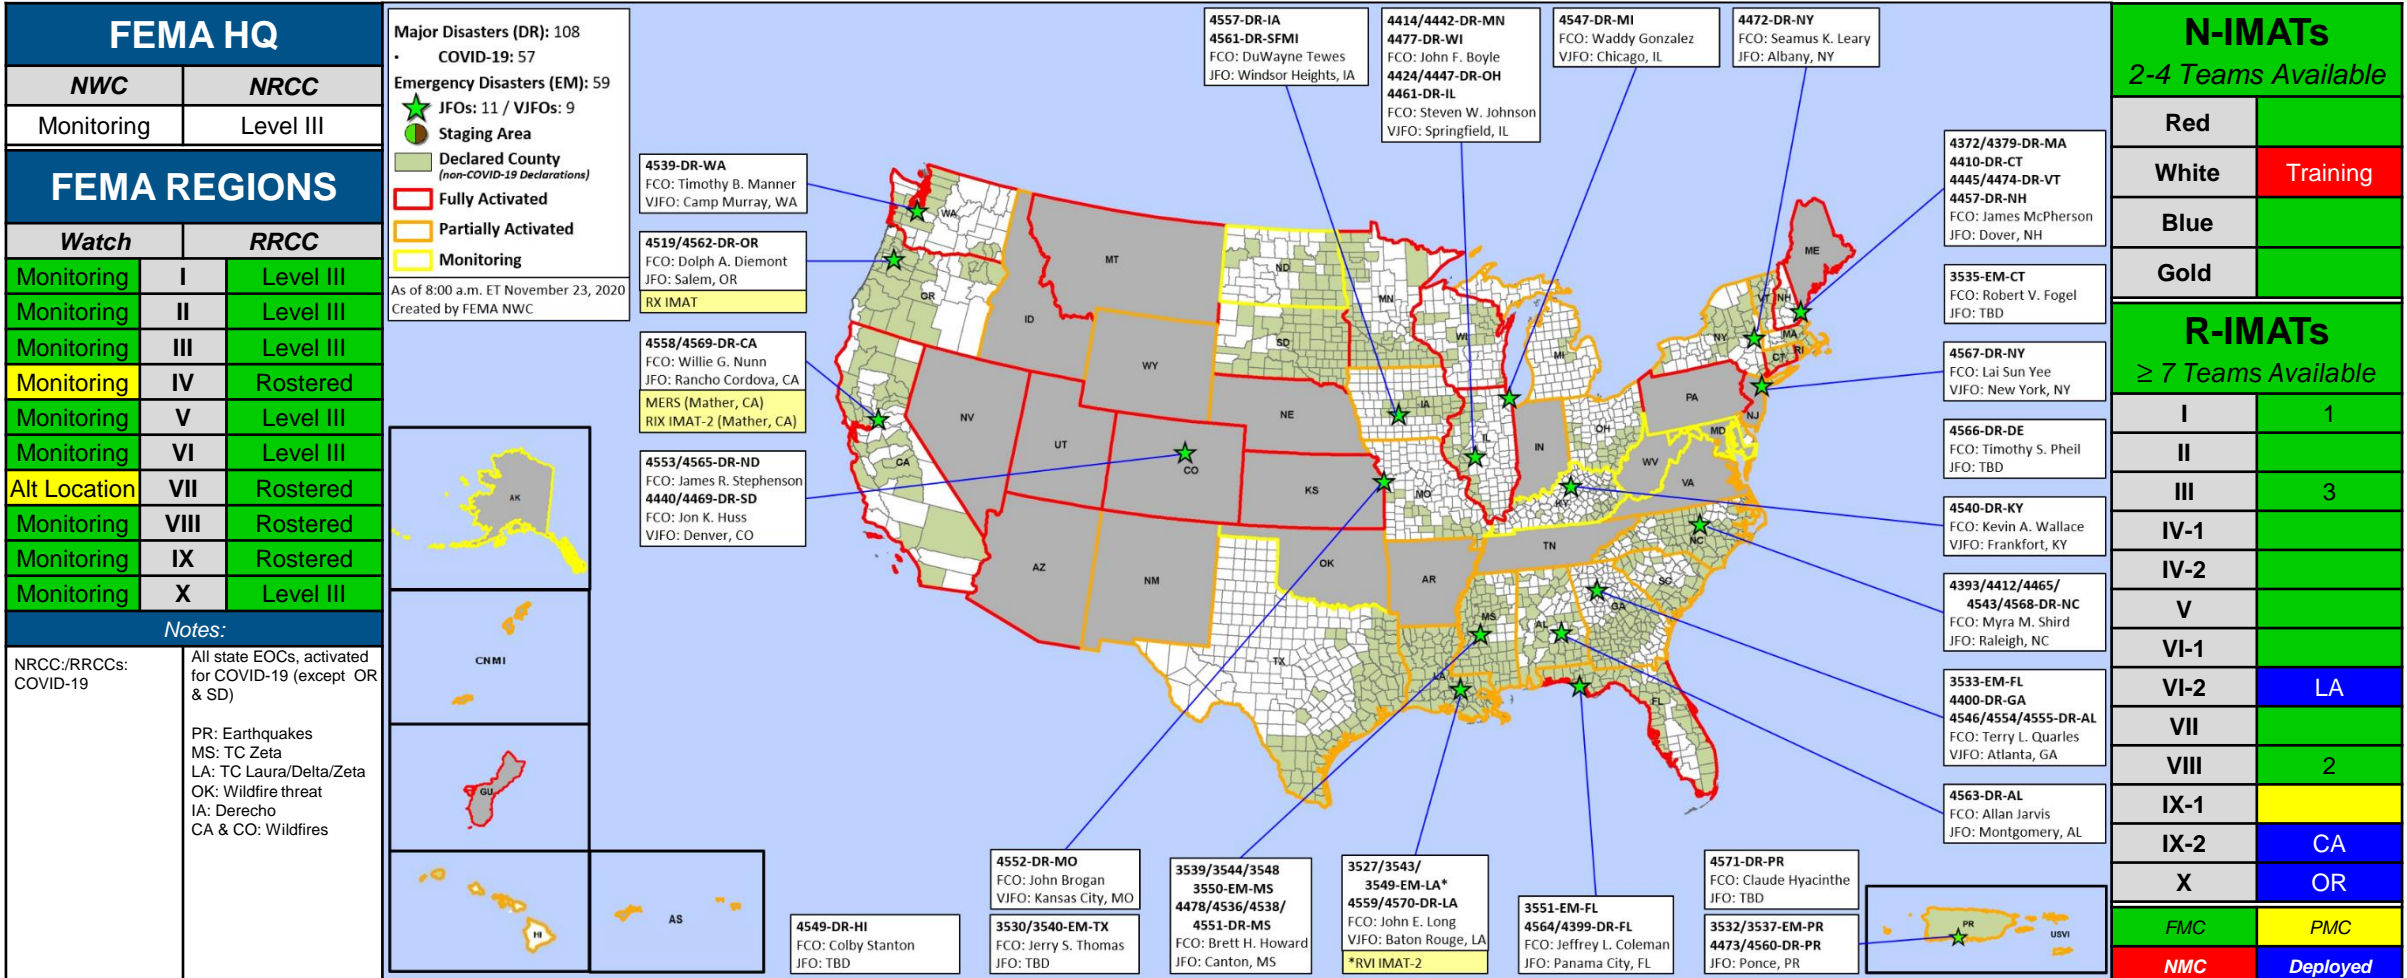 FEMA HQ
NWC NRCC
Monitoring Level III
FEMA REGIONS
Watch RRCC
Monitoring I Level III
Monitoring II Level III
Monitoring III Level III
Monitoring IV Rostered
Monitoring V Level III
Monitoring VI Level III
Alt Location VII Rostered
Monitoring VIII Rostered
Monitoring IX Rostered
Monitoring X Level III
Notes:
NRCC:/RRCCs:
COVID-19
All state EOCs, activated
for COVID-19 (except OR
& SD)
PR: Earthquakes
MS: TC Zeta
LA: TC Laura/Delta/Zeta
OK: Wildfire threat
IA: Derecho
CA & CO: Wildfires
Major Disasters (DR): 108
· COVID-19: 57
Emergency Disasters (EM): 59
JFOs: 11 / VJFOs: 9
Staging Area
Declared County
(non-COVID-19 Declarations)
Fully Activated
Partially Activated
Monitoring
As of 8:00 a.m. ET November 23, 2020
Created by FEMA NWC
4539-DR-WA
FCO: Timothy B. Manner
VJFO: Camp Murray, WA
4519/4562-DR-OR
FCO: Dolph A. Diemont
JFO: Salem, OR
RX IMAT
4558/4569-DR-CA
FCO: Willie G. Nunn
JFO: Rancho Cordova, CA
MERS (Mather, CA)
RIX IMAT-2 (Mather, CA)
4553/4565-DR-ND
FCO: James R. Stephenson
4440/4469-DR-SD
FCO: Jon K. Huss
VJFO: Denver, CO
4557-DR-IA
4561-DR-SFMI
FCO: DuWayne Tewes
JFO: Windsor Heights, IA
4414/4442-DR-MN
4477-DR-WI
FCO: John F. Boyle
4424/4447-DR-OH
4461-DR-IL
FCO: Steven W. Johnson
VJFO: Springfield, IL
4547-DR-MI
FCO: Waddy Gonzalez
VJFO: Chicago, IL
4472-DR-NY
FCO: Seamus K. Leary
JFO: Albany, NY
4372/4379-DR-MA
4410-DR-CT
4445/4474-DR-VT
4457-DR-NH
FCO: James McPherson
JFO: Dover, NH
3535-EM-CT
FCO: Robert V. Fogel
JFO: TBD
4567-DR-NY
FCO: Lai Sun Yee
VJFO: New York, NY
4566-DR-DE
FCO: Timothy S. Pheil
JFO: TBD
4540-DR-KY
FCO: Kevin A. Wallace
VJFO: Frankfort, KY
4393/4412/4465/
4543/4568-DR-NC
FCO: Myra M. Shird
JFO: Raleigh, NC
3533-EM-FL
4400-DR-GA
4546/4554/4555-DR-AL
FCO: Terry L. Quarles
VJFO: Atlanta, GA
4563-DR-AL
FCO: Allan Jarvis
JFO: Montgomery, AL
WA
OR
CA
ID
NV
MT
WY
UT
AZ
CO
NM
ND
SD
NE
KS
OK
TX
MN
IA
MO
AR
LA
WI
IL
MI
IN
OH
KY
TN
MS
AL
GA
FL
SC
NC
VA
WV
MD
PA
NJ
NY
CT
RI
MA
VT
NH
ME
AK
CNMI
GU
HI
AS
4549-DR-HI
FCO: Colby Stanton
JFO: TBD
4552-DR-MO
FCO: John Brogan
VJFO: Kansas City, MO
3530/3540-EM-TX
FCO: Jerry S. Thomas
JFO: TBD
3539/3544/3548
3550-EM-MS
4478/4536/4538/
4551-DR-MS
FCO: Brett H. Howard
JFO: Canton, MS
3527/3543/
3549-EM-LA*
4559/4570-DR-LA
FCO: John E. Long
VJFO: Baton Rouge, LA
*RVI IMAT-2
3551-EM-FL
4564/4399-DR-FL
FCO: Jeffrey L. Coleman
JFO: Panama City, FL
4571-DR-PR
FCO: Claude Hyacinthe
JFO: TBD
3532/3537-EM-PR
4473/4560-DR-PR
JFO: Ponce, PR
PR
USVI
N-IMATs
2-4 Teams Available
Red
White Training
Blue
Gold
R-IMATs
≥ 7 Teams Available
I 1
II
III 3
IV-1
IV-2
V
VI-1
VI-2 LA
VII
VIII 2
IX-1
IX-2 CA
X OR
FMC PMC
NMC Deployed